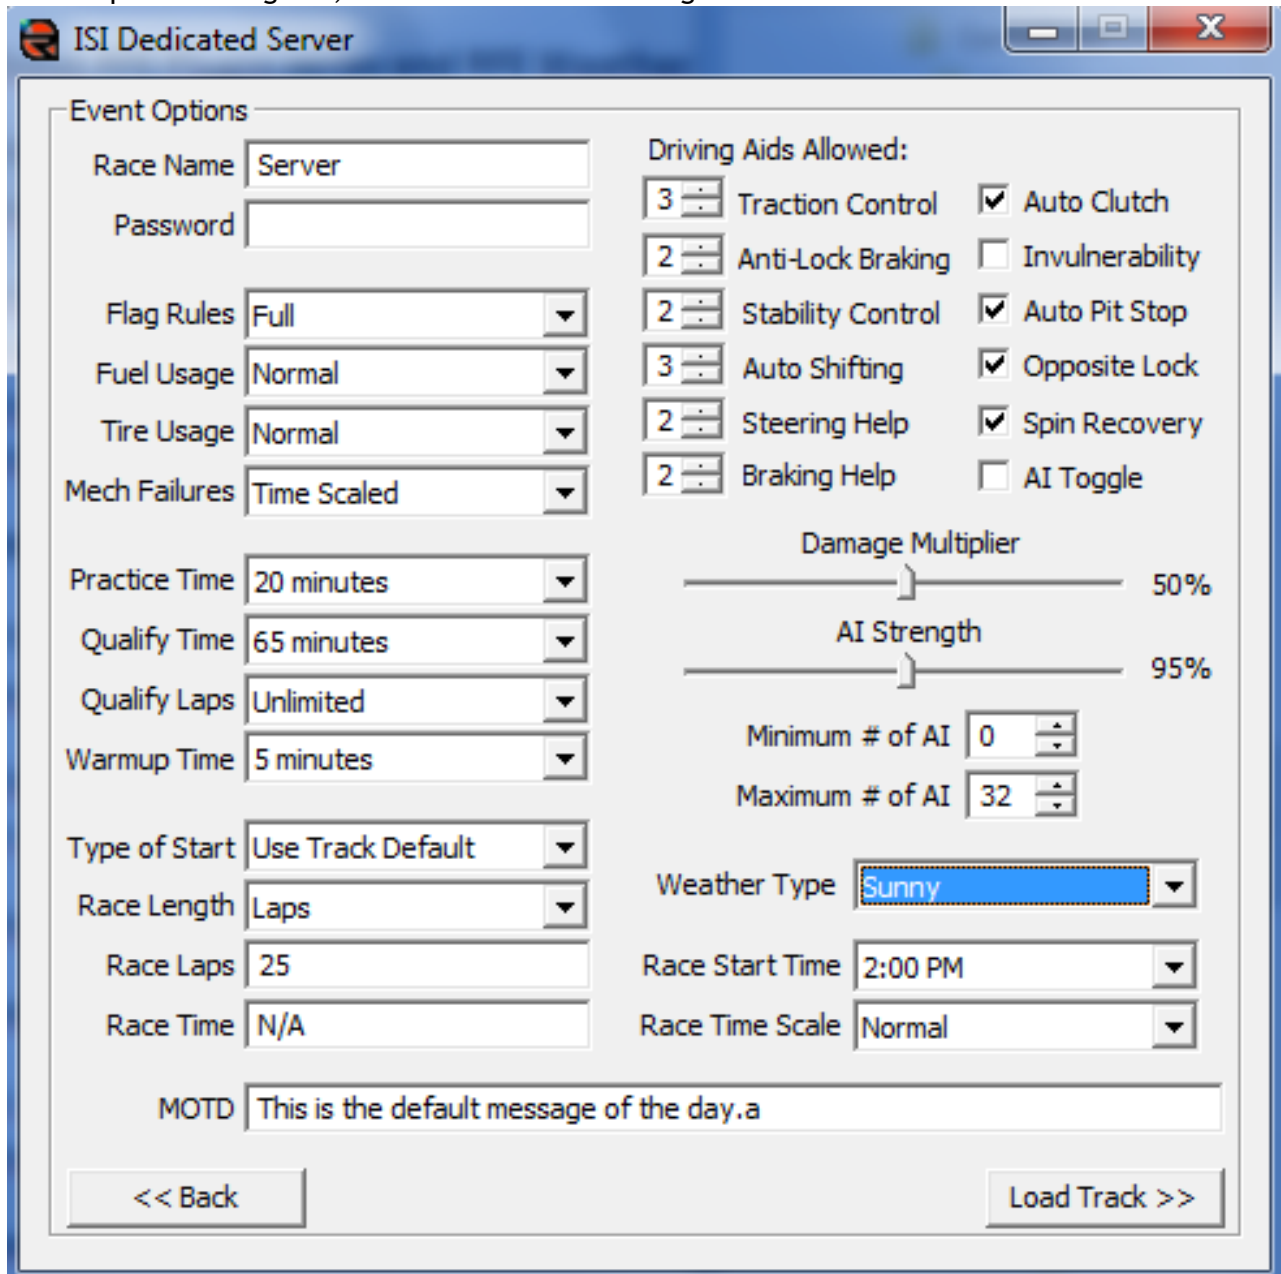 ISI Dedicated Server
Event Options
Race Name Server
Password
Flag Rules Full
Fuel Usage Normal
Tire Usage Normal
Mech Failures Time Scaled
Practice Time 20 minutes
Qualify Time 65 minutes
Qualify Laps Unlimited
Warmup Time 5 minutes
Type of Start Use Track Default
Race Length Laps
Race Laps 25
Race Time N/A
Driving Aids Allowed:
3 Traction Control Auto Clutch
2 Anti-Lock Braking Invulnerability
2 Stability Control Auto Pit Stop
3 Auto Shifting Opposite Lock
2 Steering Help Spin Recovery
2 Braking Help AI Toggle
Damage Multiplier
50%
AI Strength
95%
Minimum # of AI 0
Maximum # of AI 32
Weather Type Sunny
Race Start Time 2:00 PM
Race Time Scale Normal
MOTD This is the default message of the day.a
<< Back
Load Track >>